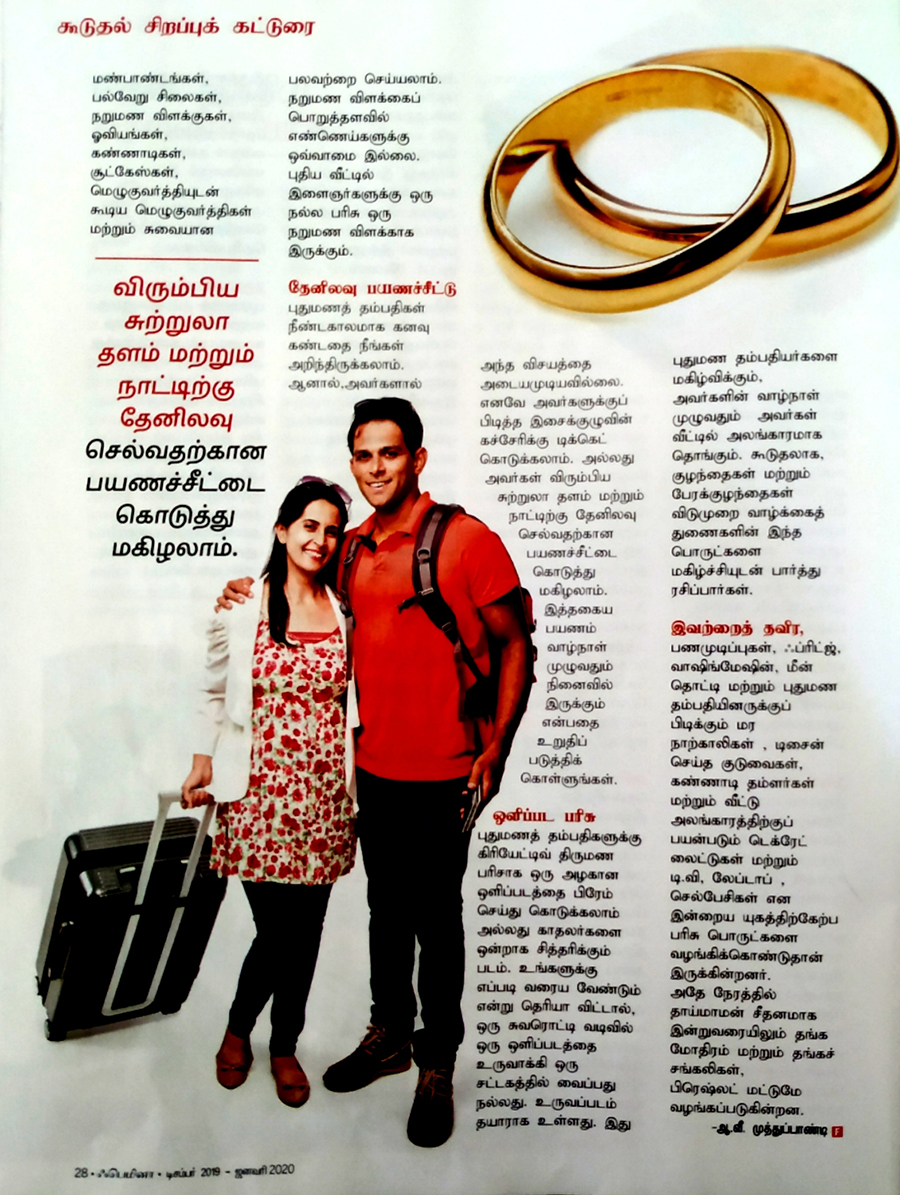 கூடுதல் சிறப்புக் கட்டுரை
மண்பாண்டங்கள்,
பல்வேறு சிலைகள்,
நறுமண விளக்குகள்,
ஓவியங்கள்,
கண்ணாடிகள்,
சூட்கேஸ்கள்,
மெழுகுவர்த்தியுடன்
கூடிய மெழுகுவர்த்திகள்
மற்றும் சுவையான
விரும்பிய
சுற்றுலா
தளம் மற்றும்
நாட்டிற்கு
தேனிலவு
செல்வதற்கான
பயணச்சீட்டை
கொடுத்து
மகிழலாம்.
பலவற்றை செய்யலாம்.
நறுமண விளக்கைப்
பொறுத்தளவில்
எண்ணெய்களுக்கு
ஒவ்வாமை இல்லை.
புதிய வீட்டில்
இளைஞர்களுக்கு ஒரு
நல்ல பரிசு ஒரு
நறுமண விளக்காக
இருக்கும்.
தேனிலவு பயணச்சீட்டு
புதுமணத் தம்பதிகள்
நீண்டகாலமாக கனவு
கண்டதை நீங்கள்
அறிந்திருக்கலாம்.
ஆனால்,அவர்களால்
அந்த விசயத்தை
அடையமுடியவில்லை.
எனவே அவர்களுக்குப்
பிடித்த இசைக்குழுவின்
கச்சேரிக்கு டிக்கெட்
கொடுக்கலாம். அல்லது
அவர்கள் விரும்பிய
சுற்றுலா தளம் மற்றும்
நாட்டிற்கு தேனிலவு
செல்வதற்கான
பயணச்சீட்டை
கொடுத்து
மகிழலாம்.
இத்தகைய
பயணம்
வாழ்நாள்
முழுவதும்
நினைவில்
இருக்கும்
என்பதை
உறுதிப்
படுத்திக்
கொள்ளுங்கள்.
ஒளிப்பட பரிசு
புதுமணத் தம்பதிகளுக்கு
கிரியேட்டிவ் திருமண
பரிசாக ஒரு அழகான
ஒளிப்படத்தை பிரேம்
செய்து கொடுக்கலாம்
அல்லது காதலர்களை
ஒன்றாக சித்தரிக்கும்
படம். உங்களுக்கு
எப்படி வரைய வேண்டும்
என்று தெரியா விட்டால்,
ஒரு சுவரொட்டி வடிவில்
ஒரு ஒளிப்படத்தை
உருவாக்கி ஒரு
சட்டகத்தில் வைப்பது
நல்லது. உருவப்படம்
தயாராக உள்ளது. இது
புதுமண தம்பதியர்களை
மகிழ்விக்கும்,
அவர்களின் வாழ்நாள்
முழுவதும் அவர்கள்
வீட்டில் அலங்காரமாக
தொங்கும். கூடுதலாக,
குழந்தைகள் மற்றும்
பேரக்குழந்தைகள்
விடுமுறை வாழ்க்கைத்
துணைகளின் இந்த
பொருட்களை
மகிழ்ச்சியுடன் பார்த்து
ரசிப்பார்கள்.
இவற்றைத் தவிர,
பணமுடிப்புகள், ஃப்ரிட்ஜ்,
வாஷிங்மேஷின், மீன்
தொட்டி மற்றும் புதுமண
தம்பதியினருக்குப்
பிடிக்கும் மர
நாற்காலிகள் , டிசைன்
செய்த குடுவைகள்,
கண்ணாடி தம்ளர்கள்
மற்றும் வீட்டு
அலங்காரத்திற்குப்
பயன்படும் டெக்ரேட்
லைட்டுகள் மற்றும்
டி.வி, லேப்டாப் ,
செல்பேசிகள் என
இன்றைய யுகத்திற்கேற்ப
பரிசு பொருட்களை
வழங்கிக்கொண்டுதான்
இருக்கின்றனர்.
அதே நேரத்தில்
தாய்மாமன் சீதனமாக
இன்றுவரையிலும் தங்க
மோதிரம் மற்றும் தங்கச்
சங்கலிகள்,
பிரெஷ்லட் மட்டுமே
வழங்கப்படுகின்றன.
-ஆ.வீ. முத்துப்பாண்டி F
28 • ஃபெமினா • டிசம்பர் 2019 - ஜனவரி 2020